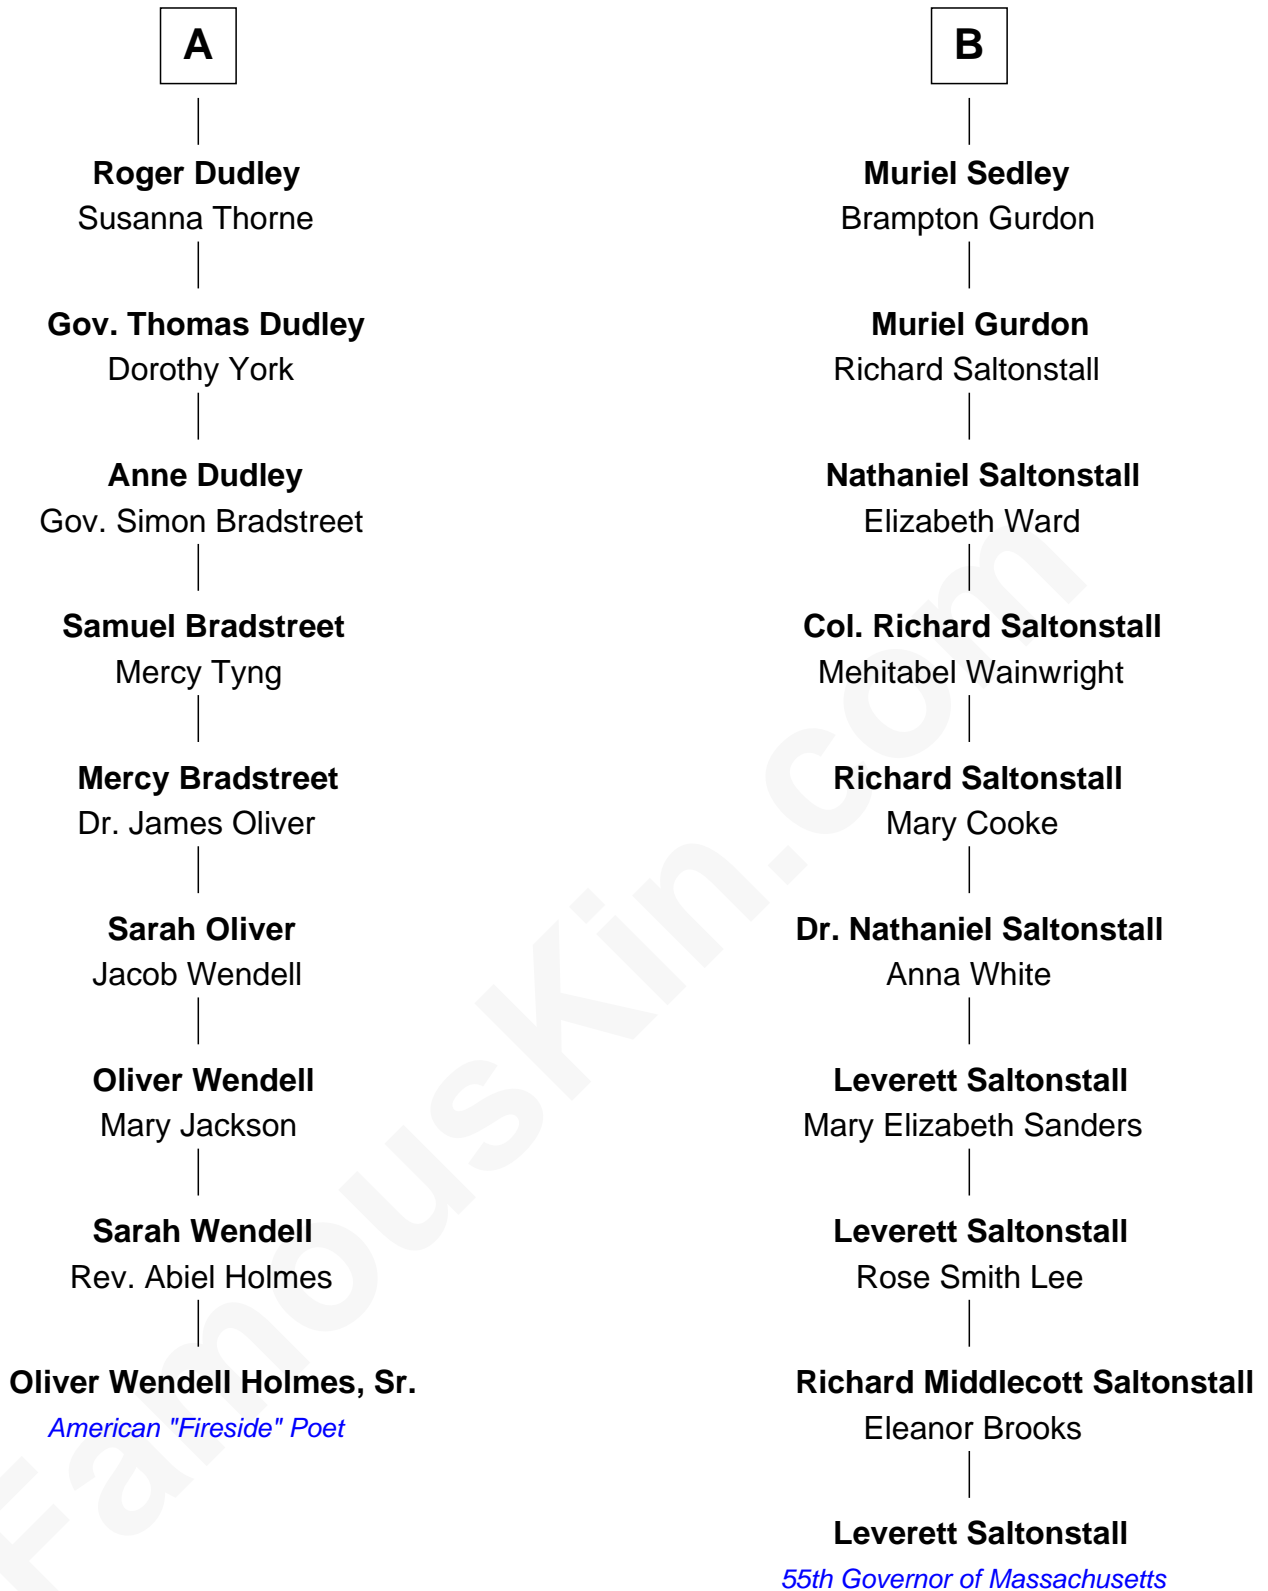 A
Roger Dudley
Susanna Thorne
Gov. Thomas Dudley
Dorothy York
Anne Dudley
Gov. Simon Bradstreet
Samuel Bradstreet
Mercy Tyng
Mercy Bradstreet
Dr. James Oliver
Sarah Oliver
Jacob Wendell
Oliver Wendell
Mary Jackson
Sarah Wendell
Rev. Abiel Holmes
Oliver Wendell Holmes, Sr.
American "Fireside" Poet
B
Muriel Sedley
Brampton Gurdon
Muriel Gurdon
Richard Saltonstall
Nathaniel Saltonstall
Elizabeth Ward
Col. Richard Saltonstall
Mehitabel Wainwright
Richard Saltonstall
Mary Cooke
Dr. Nathaniel Saltonstall
Anna White
Leverett Saltonstall
Mary Elizabeth Sanders
Leverett Saltonstall
Rose Smith Lee
Richard Middlecott Saltonstall
Eleanor Brooks
Leverett Saltonstall
55th Governor of Massachusetts
FamousKin.com